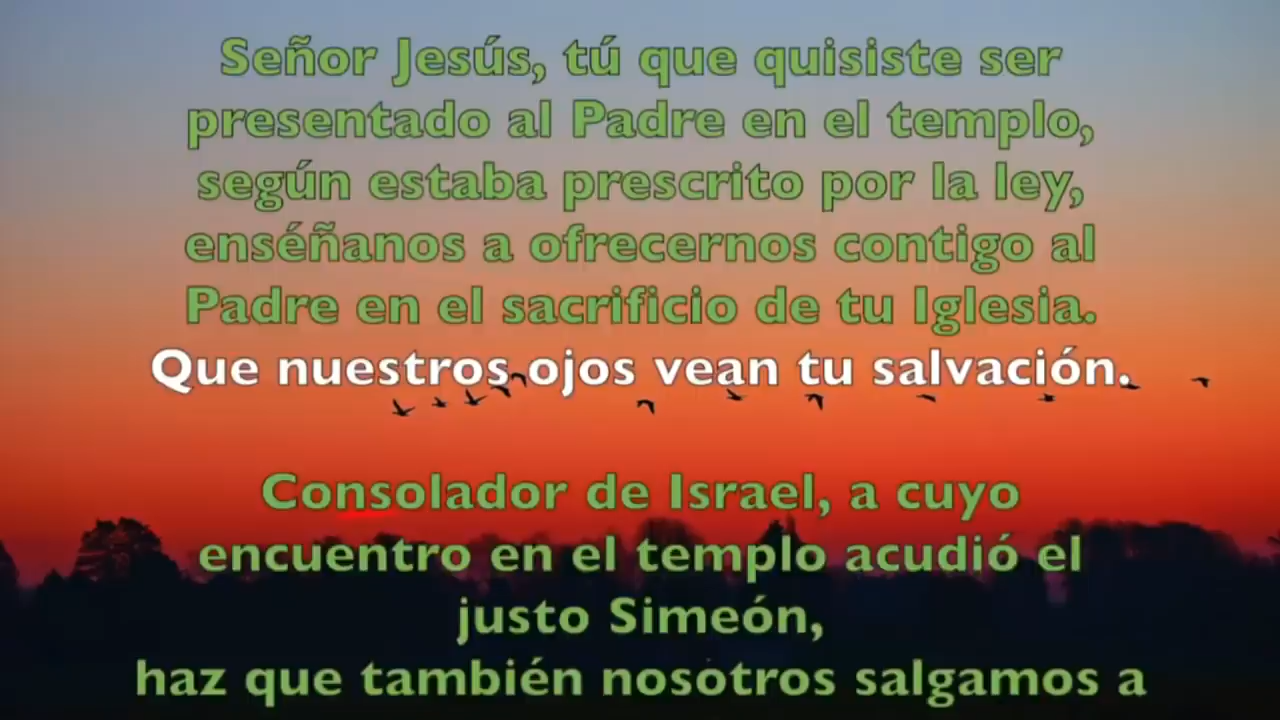 Señor Jesús, tú que quisiste ser
presentado al Padre en el templo,
según estaba prescrito por la ley,
enséñanos a ofrecernos contigo al
Padre en el sacrificio de tu Iglesia.
Que nuestros ojos vean tu salvación.
Consolador de Israel, a cuyo
encuentro en el templo acudió el
justo Simeón,
haz que también nosotros salgamos a